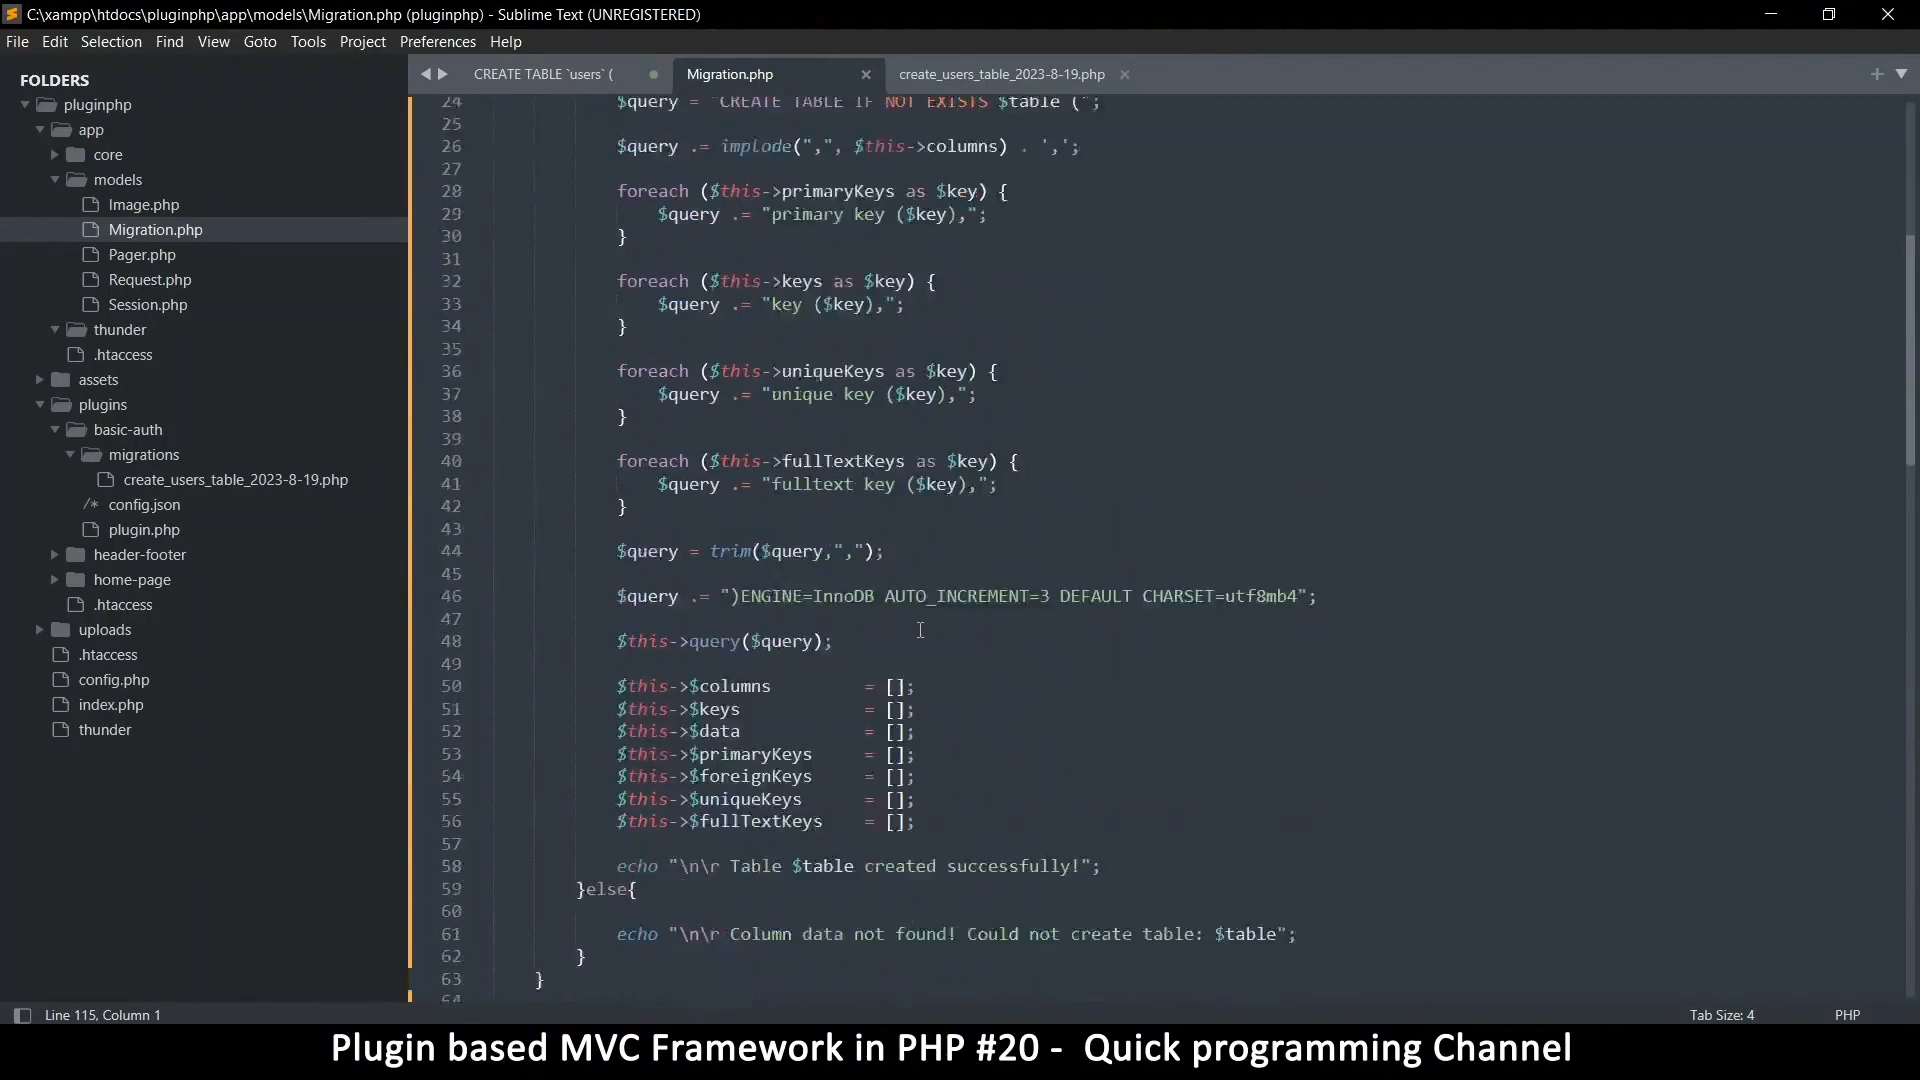 C:\xampp\htdocs\pluginphp\app\models\Migration.php (pluginphp) - Sublime Text (UNREGISTERED)
File Edit Selection Find View Goto Tools Project Preferences Help
FOLDERS
pluginphp
app
core
models
Image.php
Migration.php
Pager.php
Request.php
Session.php
thunder
.htaccess
assets
plugins
basic-auth
migrations
create_users_table_2023-8-19.php
/* config.json
plugin.php
header-footer
home-page
.htaccess
uploads
.htaccess
config.php
index.php
thunder
CREATE TABLE `users` ( Migration.php create_users_table_2023-8-19.php
24 $query = "CREATE TABLE IF NOT EXISTS $table (";
25
26 $query .= implode(",", $this->columns) . ',';
27
28 foreach ($this->primaryKeys as $key) {
29 $query .= "primary key ($key),";
30 }
31
32 foreach ($this->keys as $key) {
33 $query .= "key ($key),";
34 }
35
36 foreach ($this->uniqueKeys as $key) {
37 $query .= "unique key ($key),";
38 }
39
40 foreach ($this->fullTextKeys as $key) {
41 $query .= "fulltext key ($key),";
42 }
43
44 $query = trim($query,",");
45
46 $query .= ")ENGINE=InnoDB AUTO_INCREMENT=3 DEFAULT CHARSET=utf8mb4";
47
48 $this->query($query);
49
50 $this->$columns = [];
51 $this->$keys = [];
52 $this->$data = [];
53 $this->$primaryKeys = [];
54 $this->$foreignKeys = [];
55 $this->$uniqueKeys = [];
56 $this->$fullTextKeys = [];
57
58 echo "\n\r Table $table created successfully!";
59 }else{
60
61 echo "\n\r Column data not found! Could not create table: $table";
62 }
63 }
64
Line 115, Column 1 Tab Size: 4 PHP
Plugin based MVC Framework in PHP #20 - Quick programming Channel